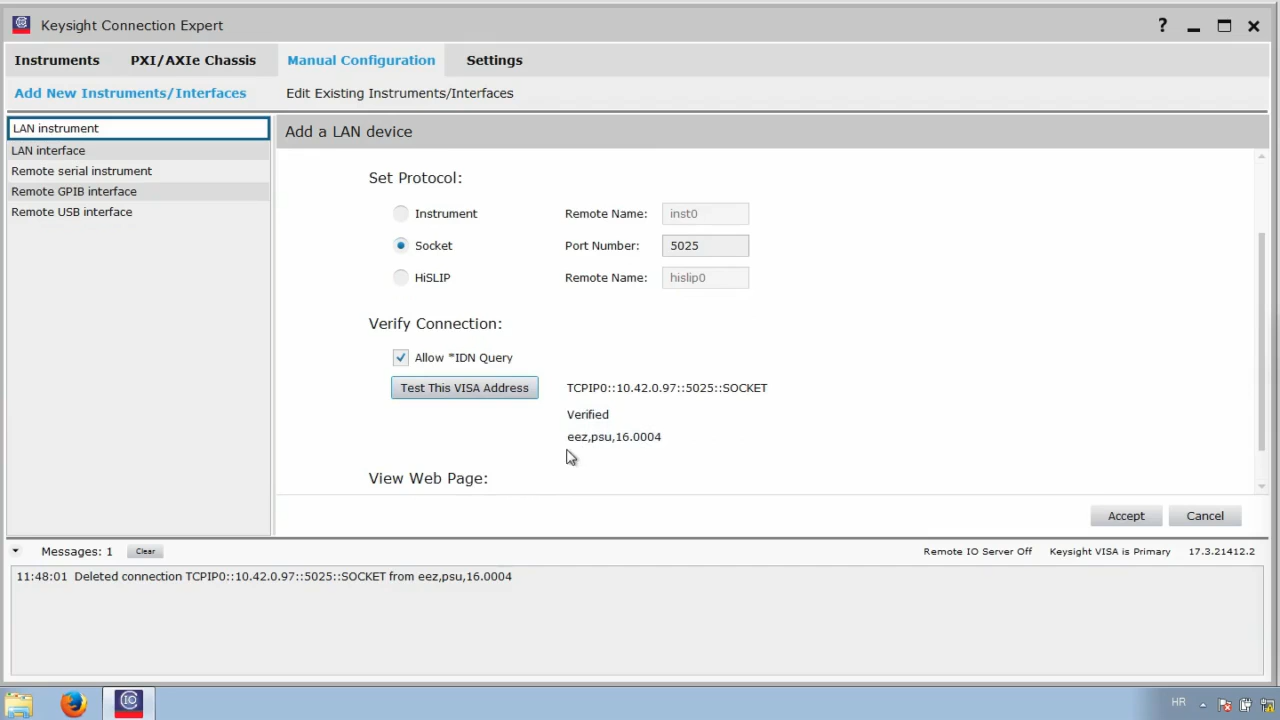 Keysight Connection Expert
?
Instruments PXI/AXIe Chassis Manual Configuration Settings
Add New Instruments/Interfaces Edit Existing Instruments/Interfaces
LAN instrument
LAN interface
Remote serial instrument
Remote GPIB interface
Remote USB interface
Add a LAN device
Set Protocol:
Instrument Remote Name: inst0
Socket Port Number: 5025
HiSLIP Remote Name: hislip0
Verify Connection:
Allow *IDN Query
Test This VISA Address TCPIP0::10.42.0.97::5025::SOCKET
Verified
eez,psu,16.0004
View Web Page:
Accept Cancel
Messages: 1 Clear Remote IO Server Off Keysight VISA is Primary 17.3.21412.2
11:48:01 Deleted connection TCPIP0::10.42.0.97::5025::SOCKET from eez,psu,16.0004
IO HR